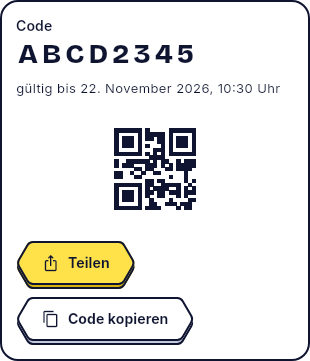 Code
ABCD2345
gültig bis 22. November 2026, 10:30 Uhr
Teilen
Code kopieren